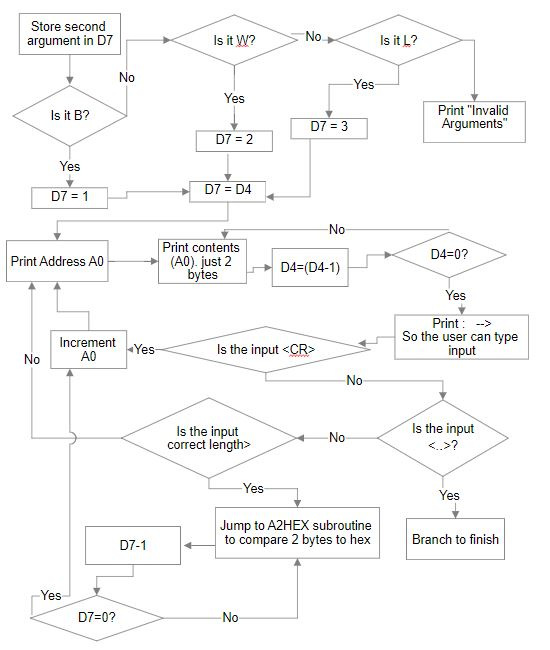 Store second
argument in D7
Is it W?
No
Is it L?
No
Is it B?
Yes
Yes
Print "Invalid
Arguments"
D7 = 2
D7 = 3
Yes
D7 = 1
D7 = D4
No
Print Address A0
Print contents
(A0). just 2
bytes
D4=(D4-1)
D4=0?
Yes
Print :   -->
So the user can type
input
Increment
A0
Yes
Is the input <CR>
No
No
Is the input
correct length>
No
Is the input
<..>?
Yes
Yes
Jump to A2HEX subroutine
to compare 2 bytes to hex
Branch to finish
D7-1
Yes
D7=0?
No